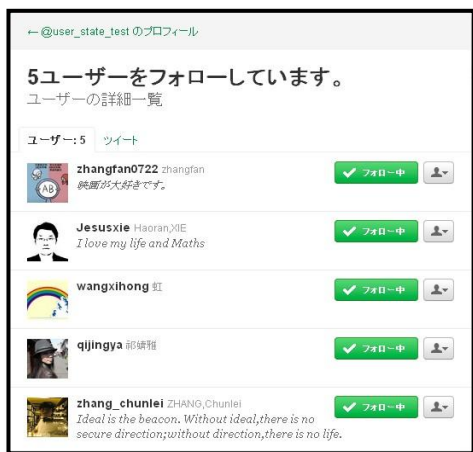 ← @user_state_test のプロフィール
5ユーザーをフォローしています。
ユーザーの詳細一覧
ユーザー: 5 ツイート
zhangfan0722 zhangfan フォロー中
映画が大好きです。
AB
Jesusxie Haoran,XIE フォロー中
I love my life and Maths
wangxihong 虹 フォロー中
qijingya フォロー中
zhang_chunlei ZHANG,Chunlei フォロー中
Ideal is the beacon. Without ideal,there is no
secure direction;without direction,there is no life.